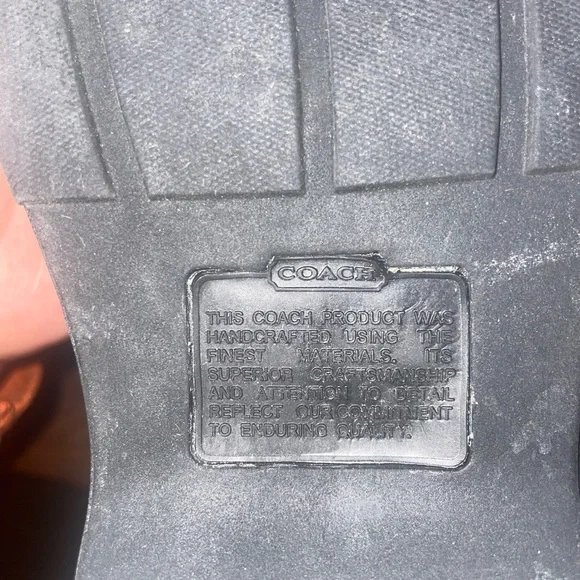 COACH
THIS COACH PRODUCT WAS
HANDCRAFTED USING THE
FINEST MATERIALS. ITS
SUPERIOR CRAFTSMANSHIP
AND ATTENTION TO DETAIL
REFLECT OUR COMMITMENT
TO ENDURING QUALITY.